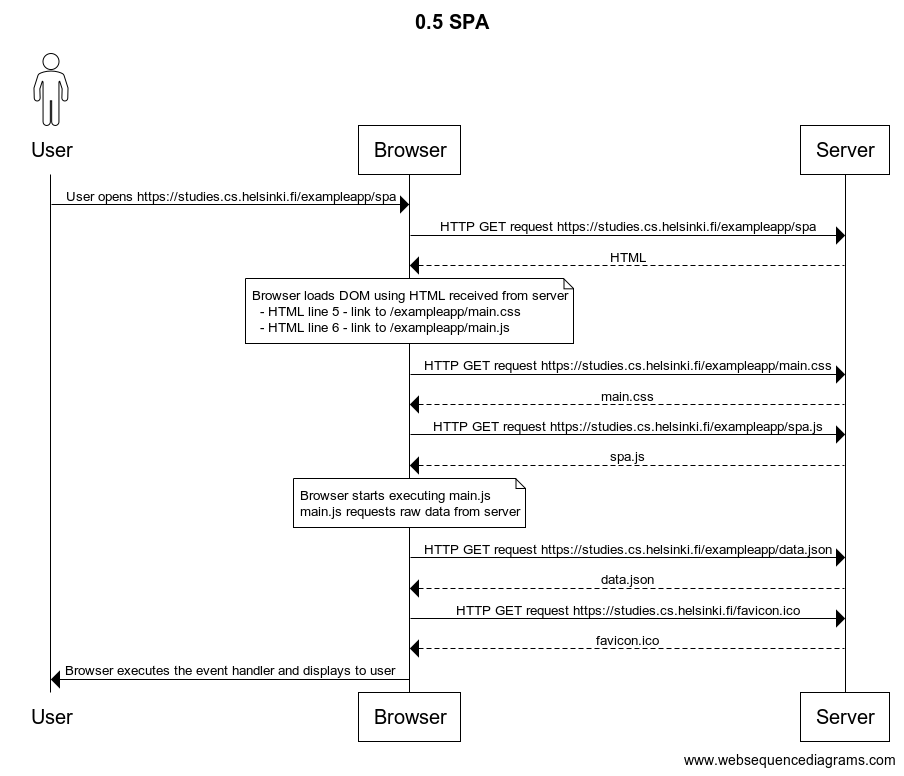 0.5 SPA
User
Browser
Server
User opens https://studies.cs.helsinki.fi/exampleapp/spa
HTTP GET request https://studies.cs.helsinki.fi/exampleapp/spa
HTML
Browser loads DOM using HTML received from server
- HTML line 5 - link to /exampleapp/main.css
- HTML line 6 - link to /exampleapp/main.js
HTTP GET request https://studies.cs.helsinki.fi/exampleapp/main.css
main.css
HTTP GET request https://studies.cs.helsinki.fi/exampleapp/spa.js
spa.js
Browser starts executing main.js
main.js requests raw data from server
HTTP GET request https://studies.cs.helsinki.fi/exampleapp/data.json
data.json
HTTP GET request https://studies.cs.helsinki.fi/favicon.ico
favicon.ico
Browser executes the event handler and displays to user
User
Browser
Server
www.websequencediagrams.com